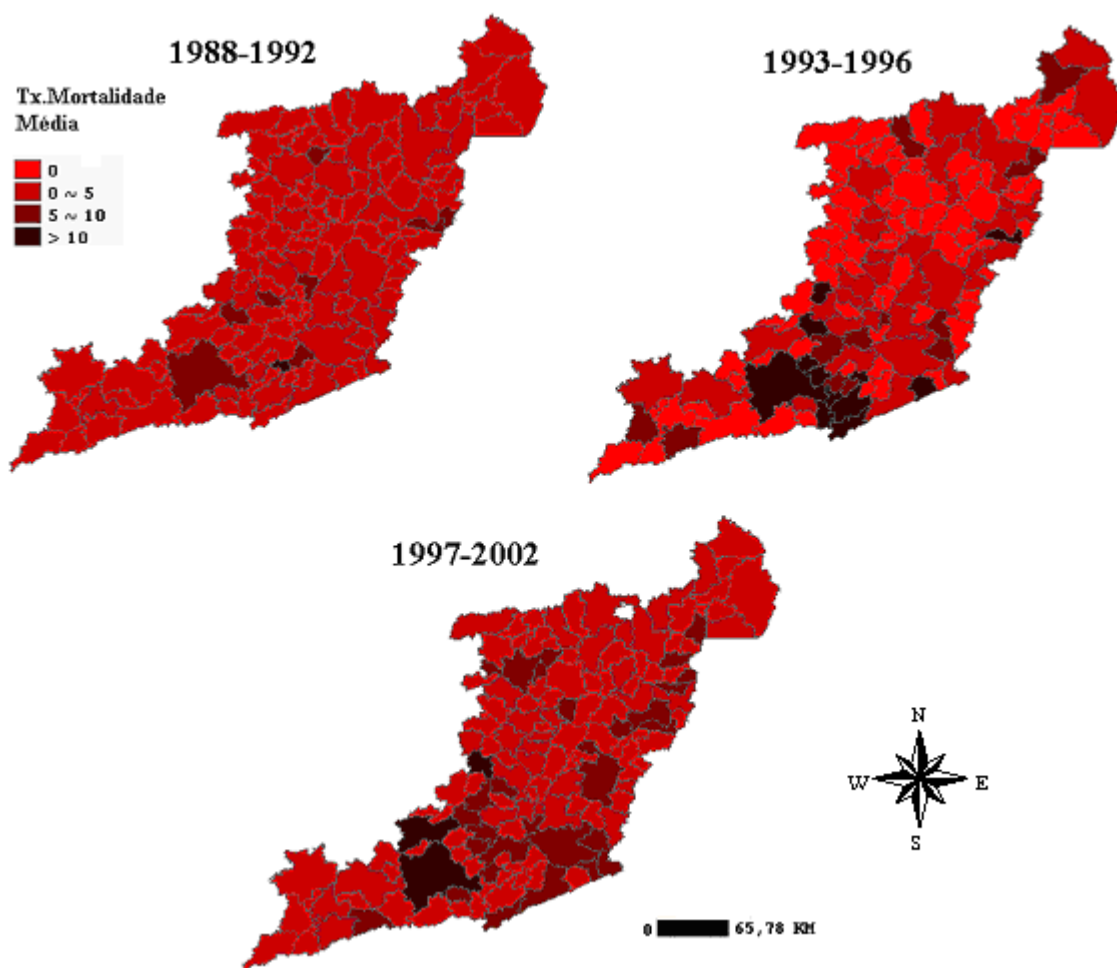 1988-1992
1993-1996
Tx.Mortalidade
Média
0
0 ~ 5
5 ~ 10
> 10
1997-2002
N
W E
S
0 65,78 KM